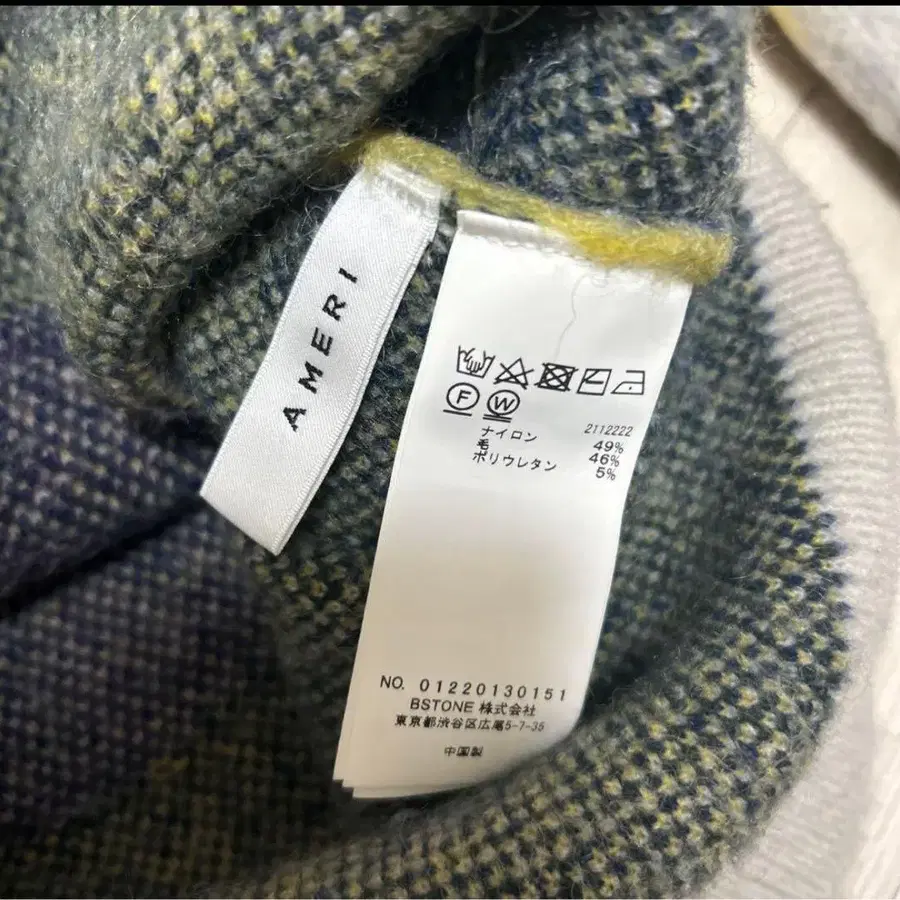 AMERI
F W
2112222
ナイロン 49%
毛 46%
ポリウレタン 5%
NO. 01220130151
BSTONE 株式会社
東京都渋谷区広尾5-7-35
中国製